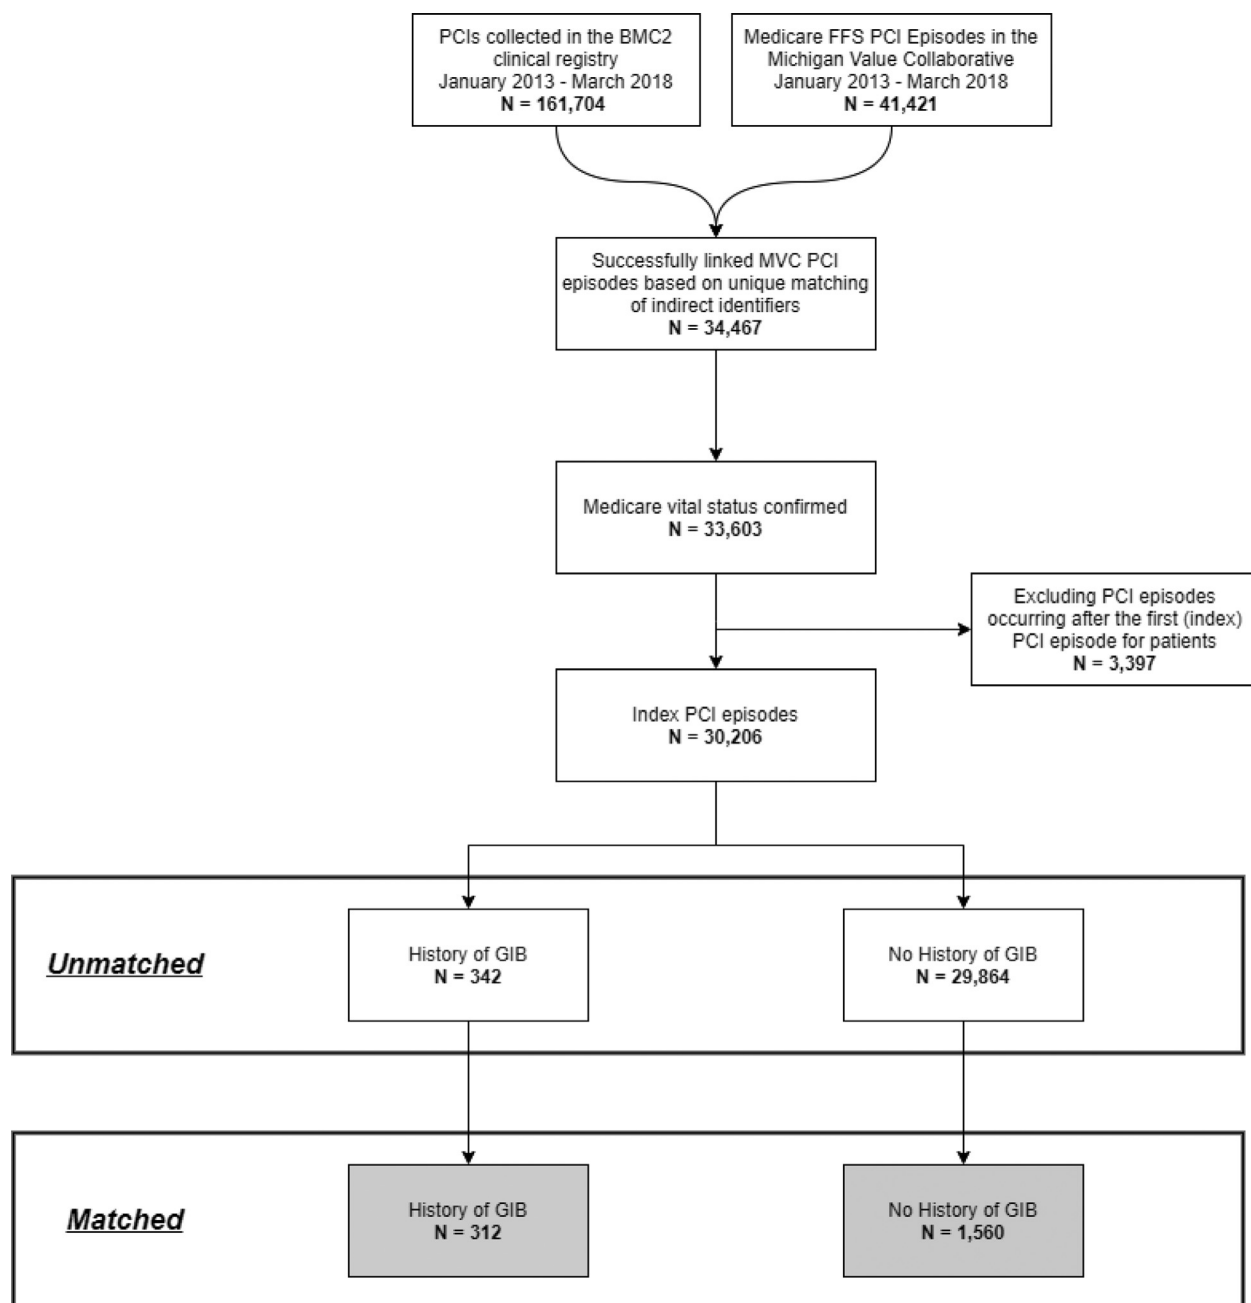 PCIs collected in the BMC2
clinical registry
January 2013 - March 2018
N = 161,704
Medicare FFS PCI Episodes in the
Michigan Value Collaborative
January 2013 - March 2018
N = 41,421
Successfully linked MVC PCI
episodes based on unique matching
of indirect identifiers
N = 34,467
Medicare vital status confirmed
N = 33,603
Excluding PCI episodes
occurring after the first (index)
PCI episode for patients
N = 3,397
Index PCI episodes
N = 30,206
Unmatched
History of GIB
N = 342
No History of GIB
N = 29,864
Matched
History of GIB
N = 312
No History of GIB
N = 1,560